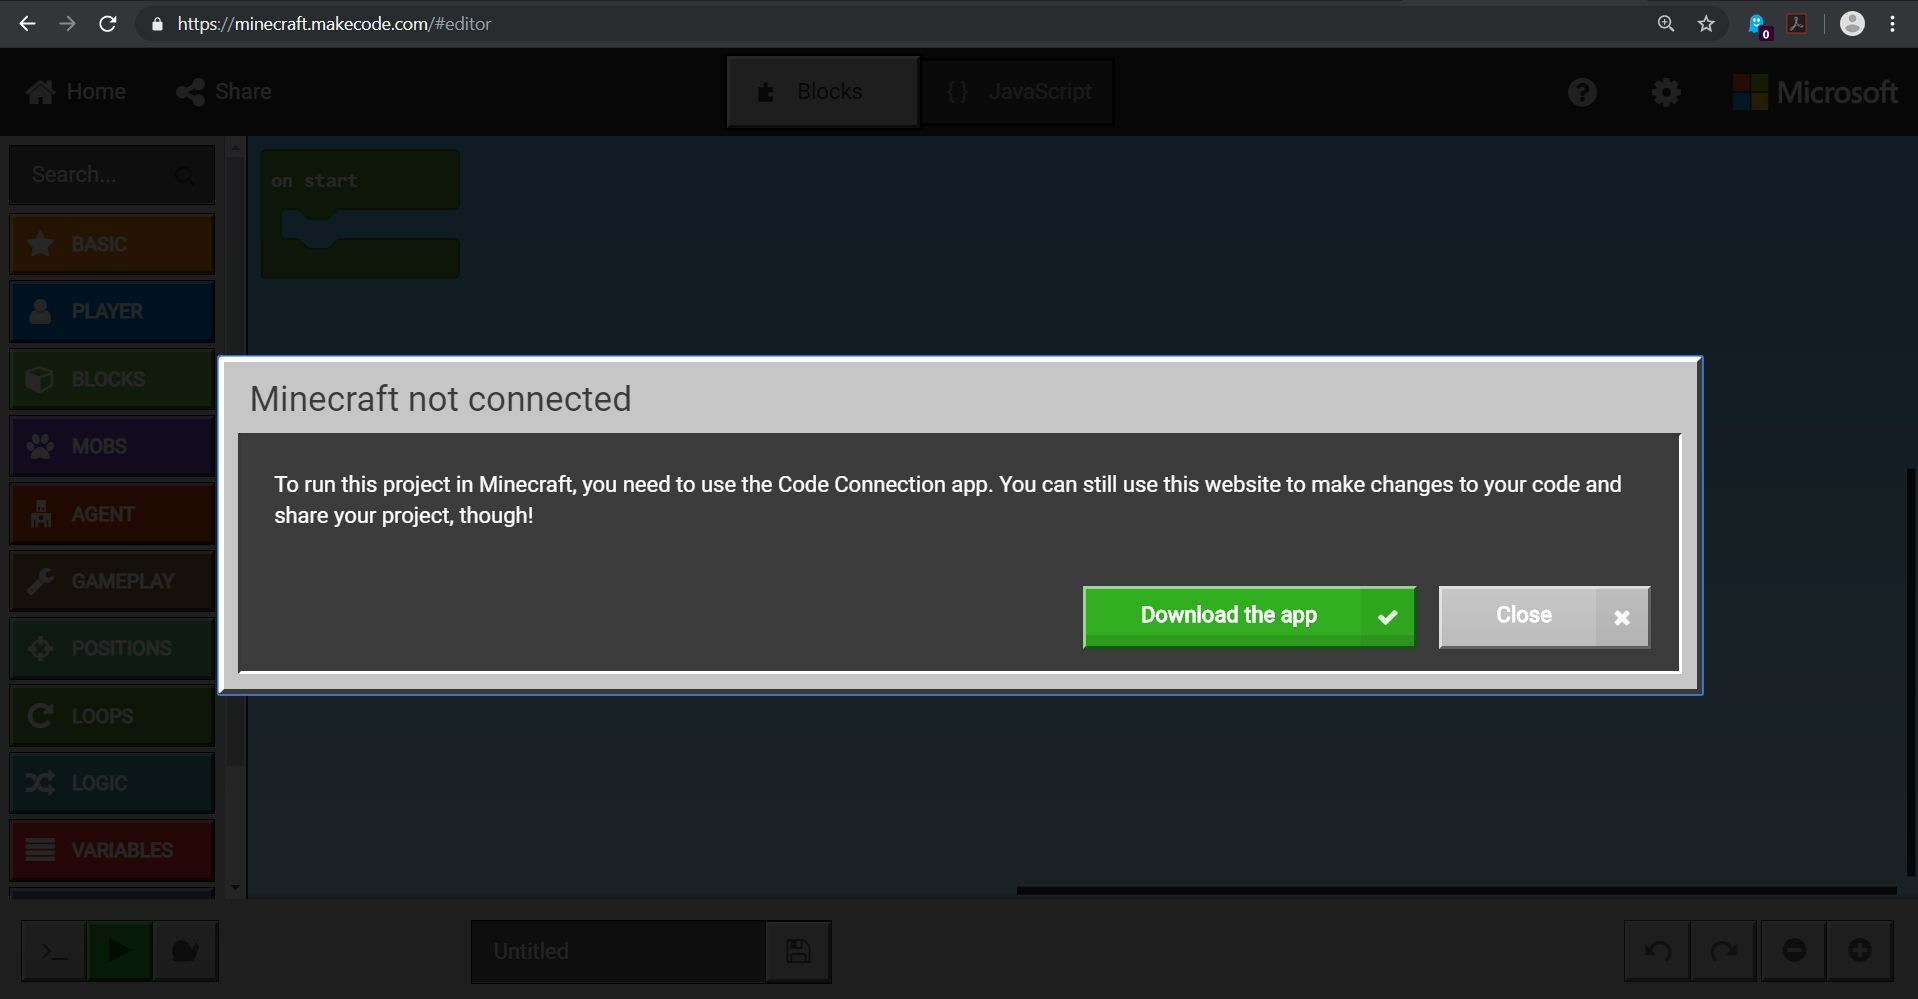 https://minecraft.makecode.com/#editor
0
Home
Share
Blocks
{} JavaScript
Microsoft
Search...
on start
BASIC
PLAYER
BLOCKS
MOBS
AGENT
GAMEPLAY
POSITIONS
LOOPS
LOGIC
VARIABLES
Minecraft not connected
To run this project in Minecraft, you need to use the Code Connection app. You can still use this website to make changes to your code and
share your project, though!
Download the app
Close
Untitled